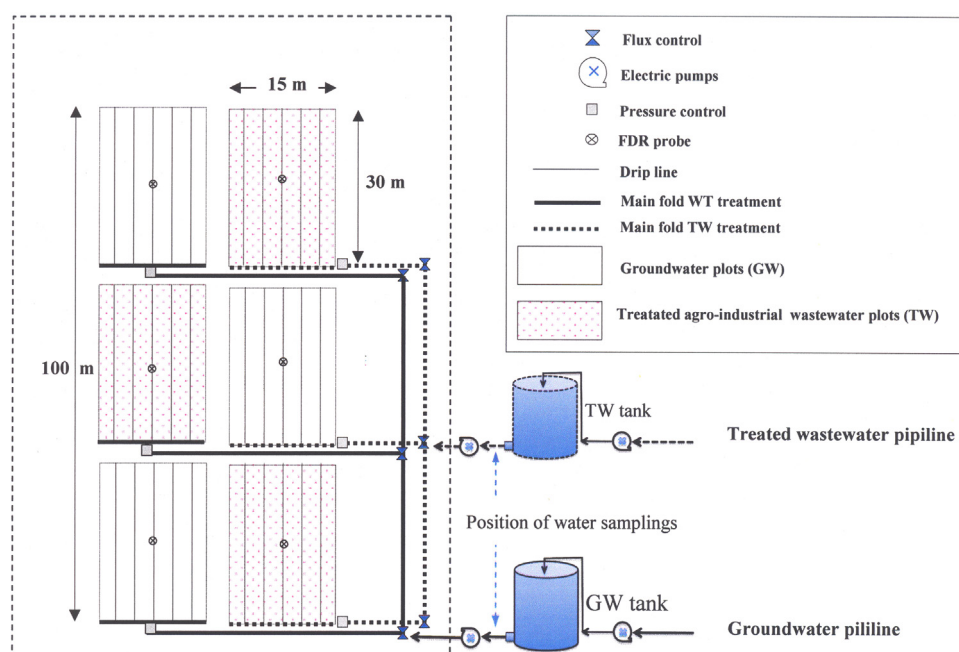 15 m
30 m
100 m
Flux control
Electric pumps
Pressure control
FDR probe
Drip line
Main fold WT treatment
Main fold TW treatment
Groundwater plots (GW)
Treatated agro-industrial wastewater plots (TW)
TW tank
Treated wastewater pipiline
Position of water samplings
GW tank
Groundwater pililine